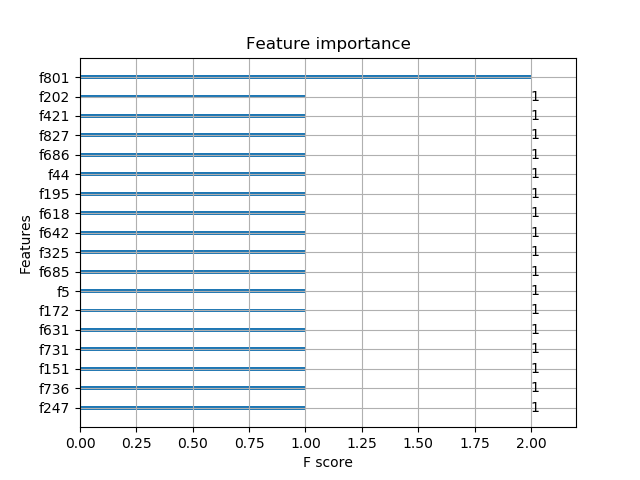 Feature importance
Features
f801
f202 1
f421 1
f827 1
f686 1
f44 1
f195 1
f618 1
f642 1
f325 1
f685 1
f5 1
f172 1
f631 1
f731 1
f151 1
f736 1
f247 1
0.00 0.25 0.50 0.75 1.00 1.25 1.50 1.75 2.00
F score